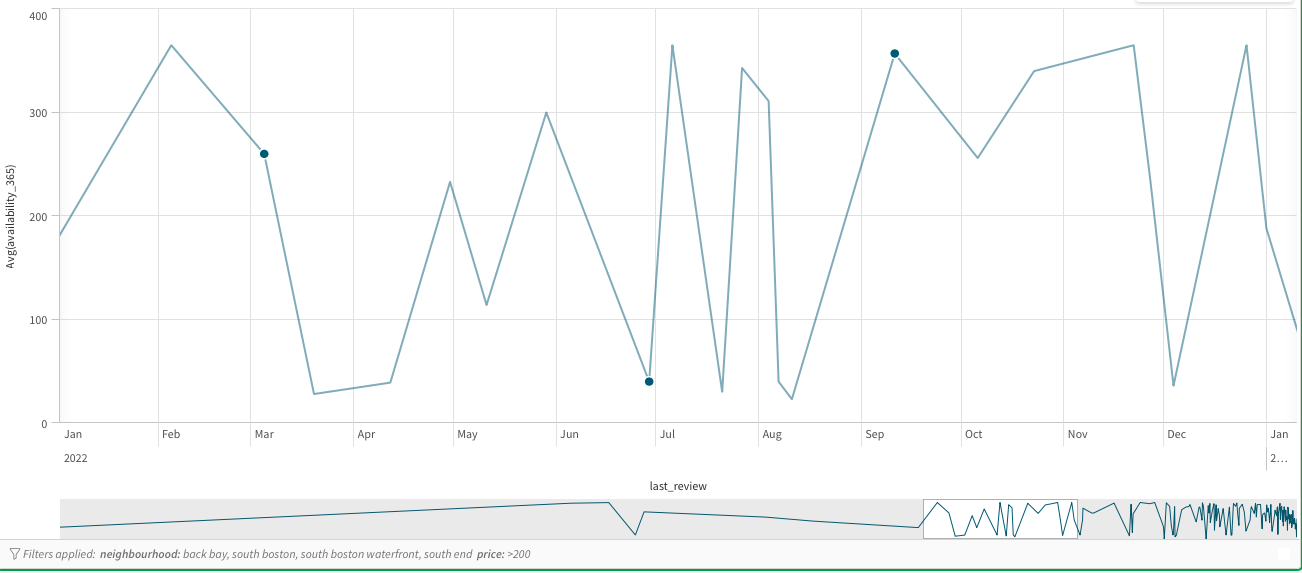 400
300
200
100
0
Avg(availability_365)
Jan Feb Mar Apr May Jun Jul Aug Sep Oct Nov Dec Jan
2022 2...
last_review
Filters applied: neighbourhood: back bay, south boston, south boston waterfront, south end price: >200